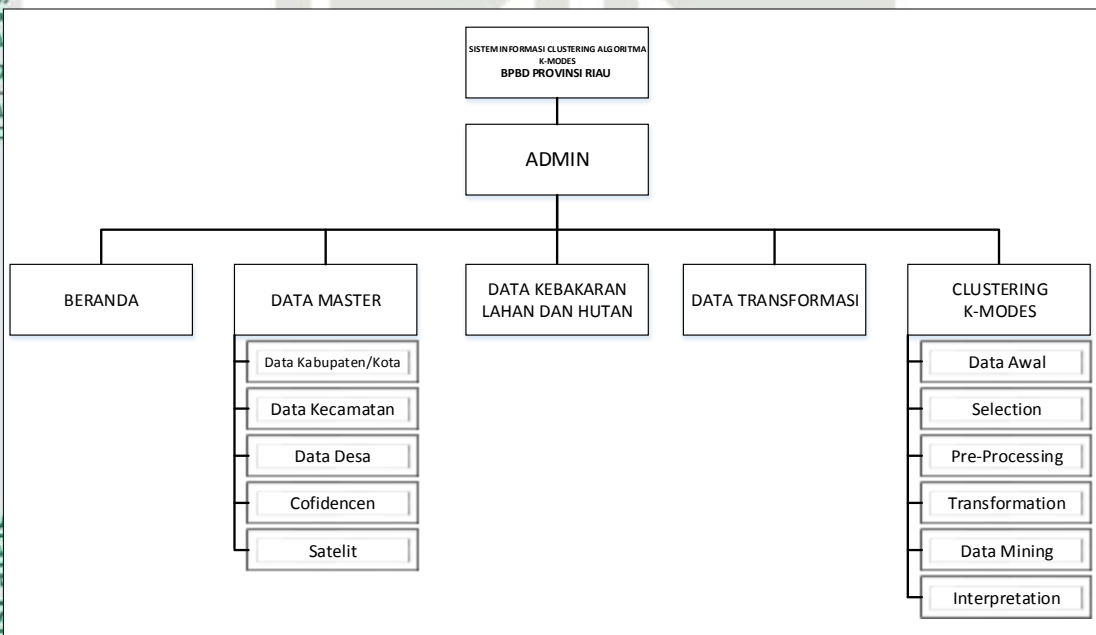 SISTEM INFORMASI CLUSTERING ALGORITMA
K-MODES
BPBD PROVINSI RIAU
ADMIN
BERANDA
DATA MASTER
Data Kabupaten/Kota
Data Kecamatan
Data Desa
Cofidencen
Satelit
DATA KEBAKARAN
LAHAN DAN HUTAN
DATA TRANSFORMASI
CLUSTERING
K-MODES
Data Awal
Selection
Pre-Processing
Transformation
Data Mining
Interpretation